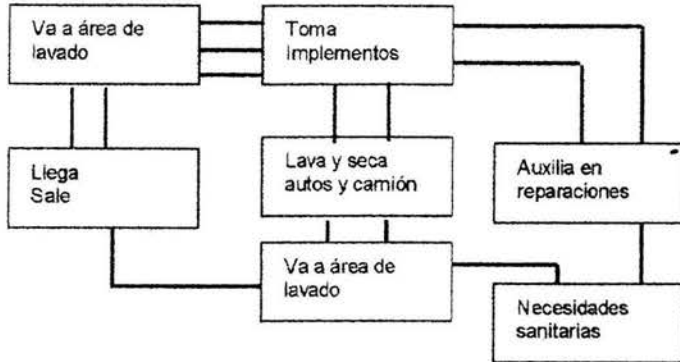 Va a área de
lavado
Toma
Implementos
Llega
Sale
Lava y seca
autos y camión
Auxilia en
reparaciones
Va a área de
lavado
Necesidades
sanitarias